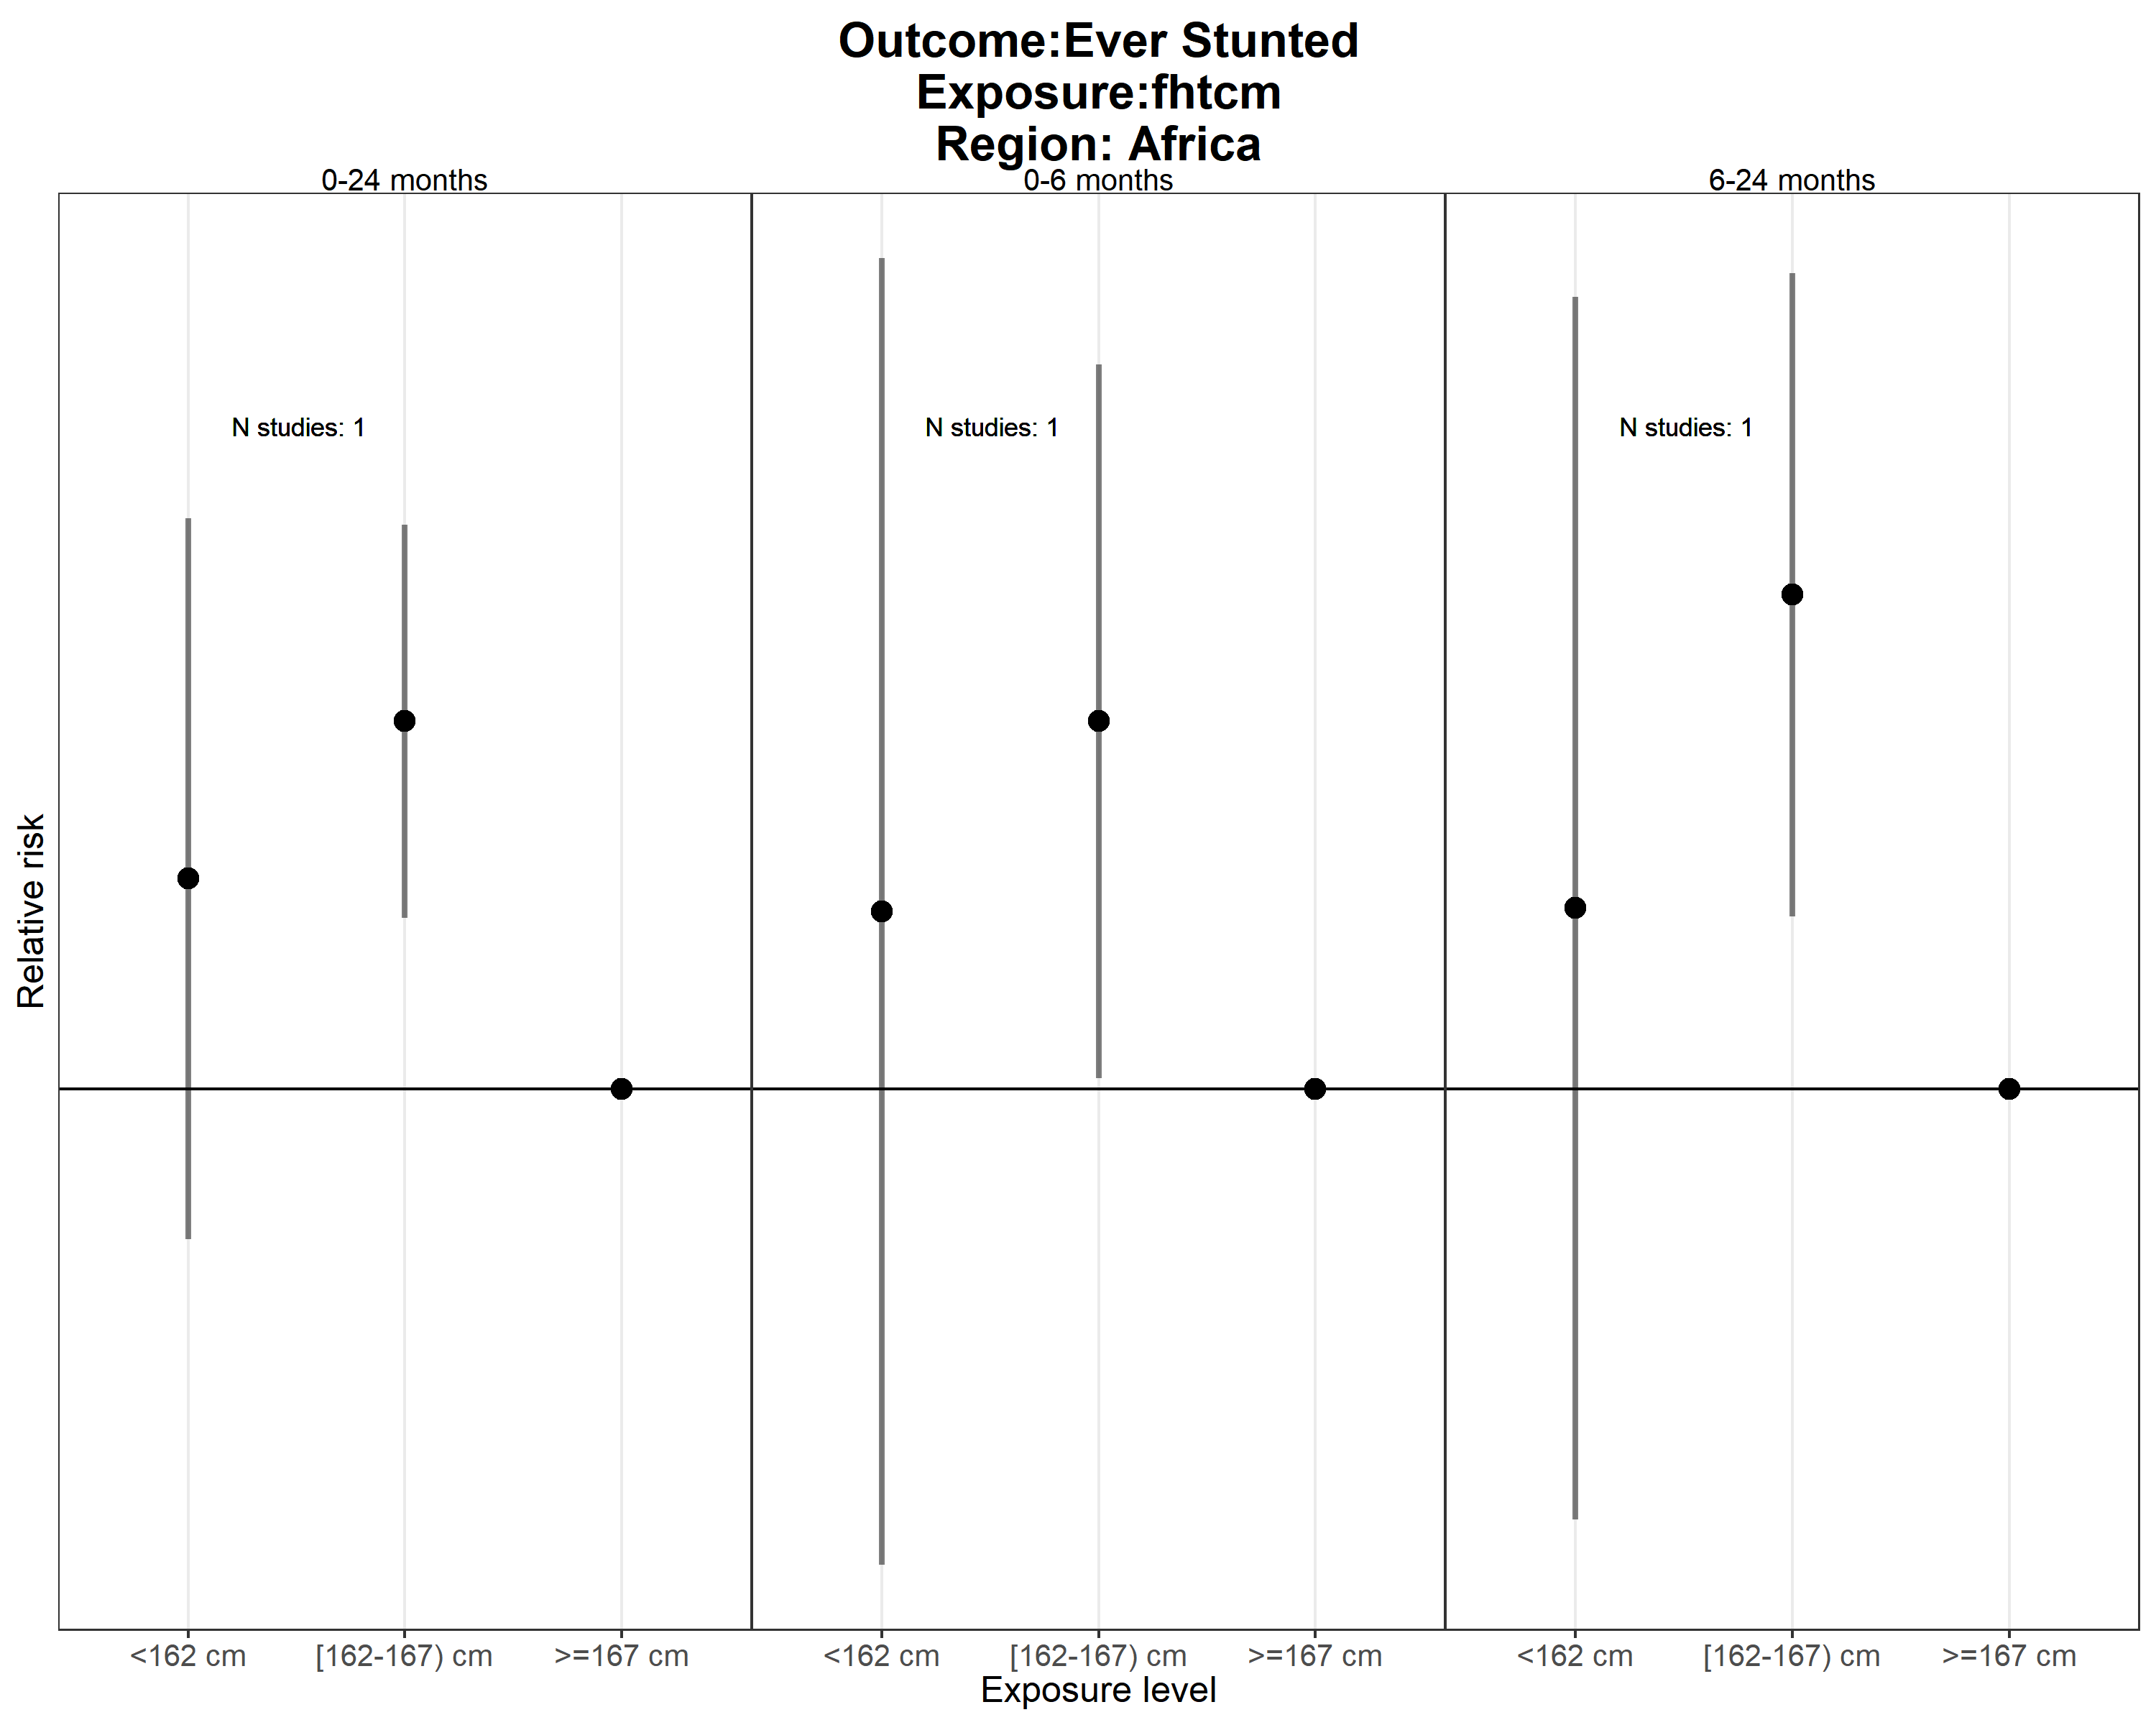 Outcome:Ever Stunted
Exposure:fhtcm
Region: Africa
0-24 months
0-6 months
6-24 months
N studies: 1
N studies: 1
N studies: 1
Relative risk
<162 cm
[162-167) cm
>=167 cm
<162 cm
[162-167) cm
>=167 cm
<162 cm
[162-167) cm
>=167 cm
Exposure level